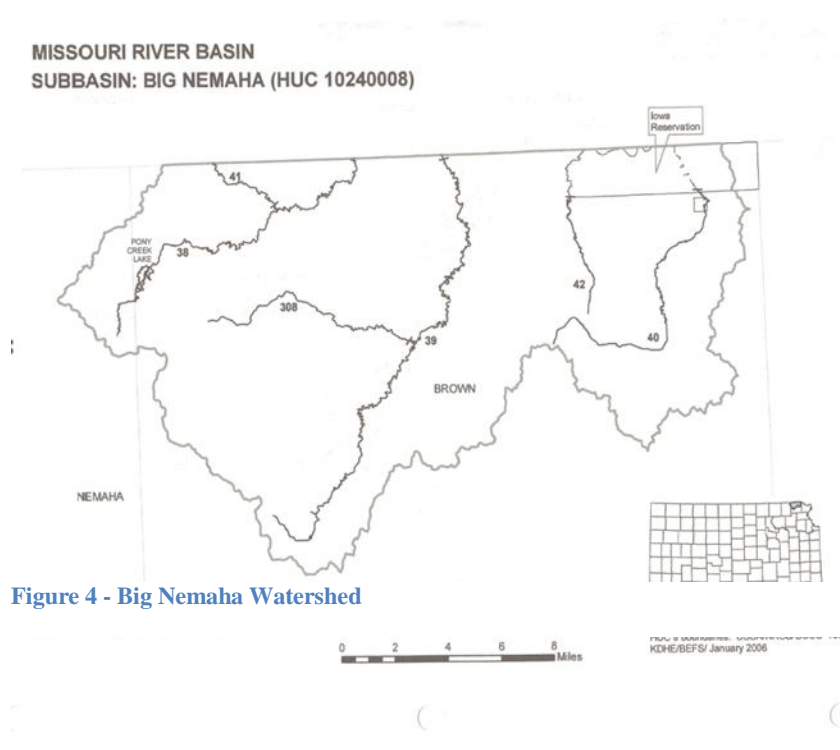 MISSOURI RIVER BASIN
SUBBASIN: BIG NEMAHA (HUC 10240008)
Iowa
Reservation
41
PONY
CREEK
LAKE
38
42
308
39
40
BROWN
NEMAHA
Figure 4 - Big Nemaha Watershed
0 2 4 6 8
Miles
KDHE/BEFS/ January 2006